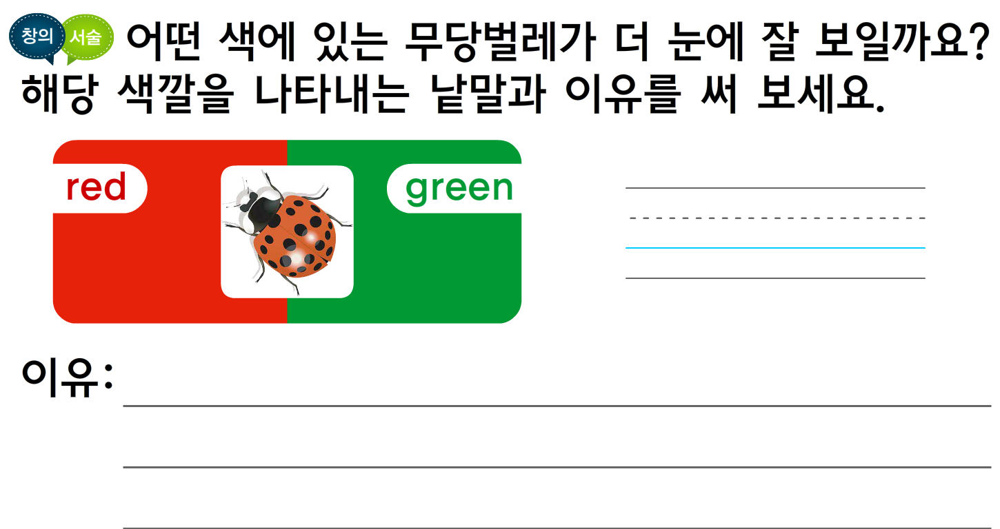 창의 서술 어떤 색에 있는 무당벌레가 더 눈에 잘 보일까요?
해당 색깔을 나타내는 낱말과 이유를 써 보세요.
red green
이유: